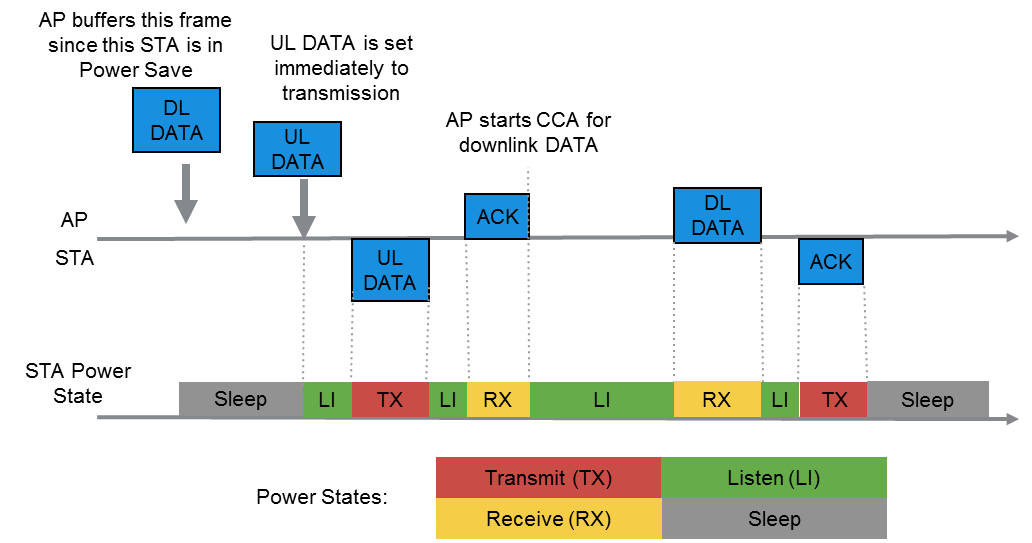 AP buffers this frame
since this STA is in
Power Save
UL DATA is set
immediately to
transmission
DL
DATA
UL
DATA
AP starts CCA for
downlink DATA
AP
STA
UL
DATA
ACK
DL
DATA
ACK
STA Power
State
Sleep
LI
TX
LI
RX
LI
RX
LI
TX
Sleep
Power States:
Transmit (TX)
Listen (LI)
Receive (RX)
Sleep